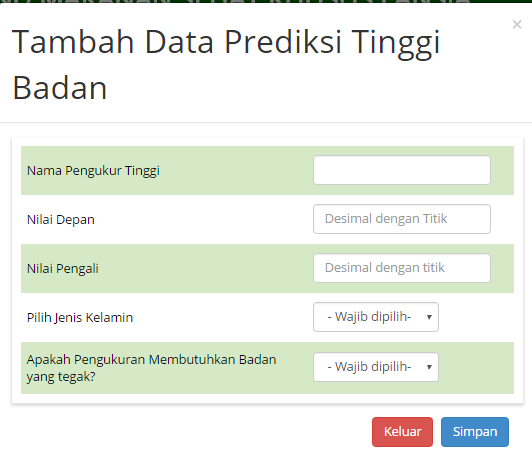 ×
Tambah Data Prediksi Tinggi
Badan
Nama Pengukur Tinggi
Nilai Depan
Desimal dengan Titik
Nilai Pengali
Desimal dengan titik
Pilih Jenis Kelamin
- Wajib dipilih-
Apakah Pengukuran Membutuhkan Badan
yang tegak?
- Wajib dipilih-
Keluar
Simpan